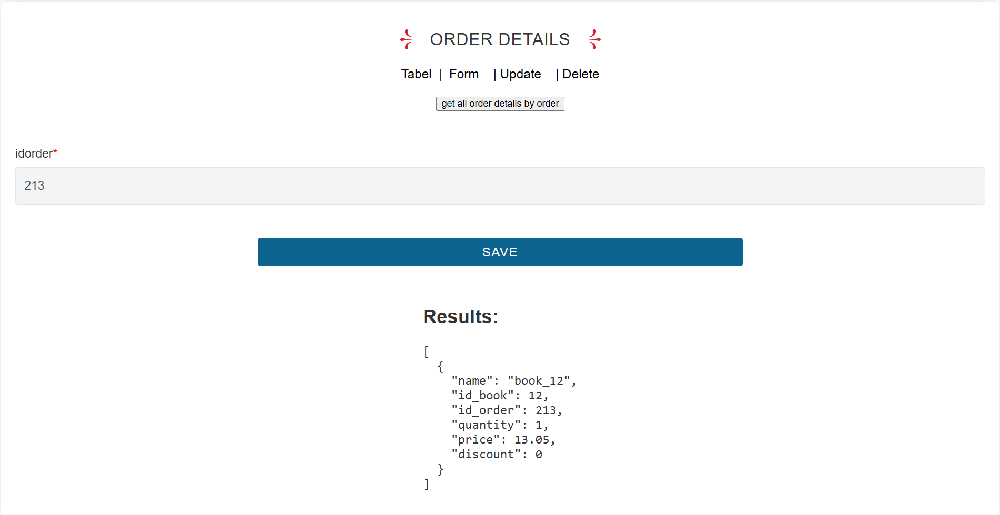 ORDER DETAILS
Tabel | Form | Update | Delete
get all order details by order
idorder*
213
SAVE
Results:
[
  {
    "name": "book_12",
    "id_book": 12,
    "id_order": 213,
    "quantity": 1,
    "price": 13.05,
    "discount": 0
  }
]